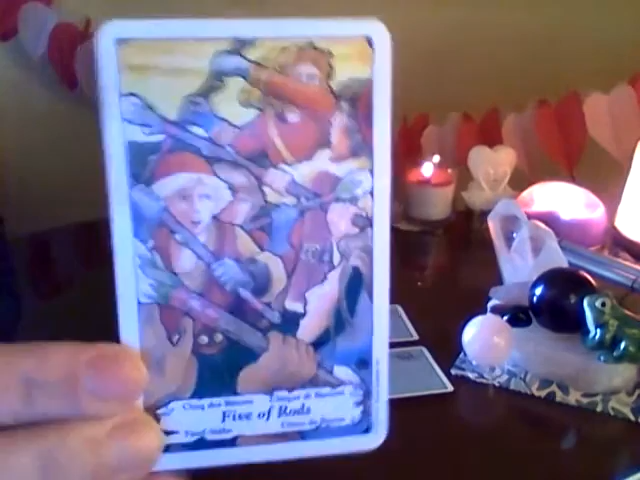 Cinq des Bâtons Cinque di Bastoni
Five of Rods
Fünf Stäbe Cinco de Bastos